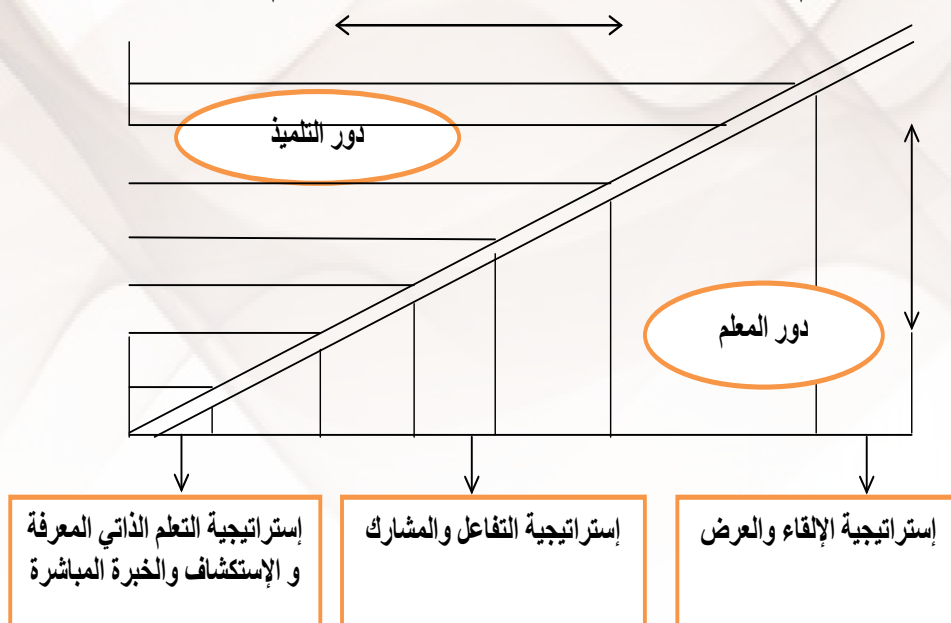 دور التلميذ
دور المعلم
إستراتيجية الإلقاء والعرض
إستراتيجية التفاعل والمشارك
إستراتيجية التعلم الذاتي المعرفة
و الإستكشاف والخبرة المباشرة